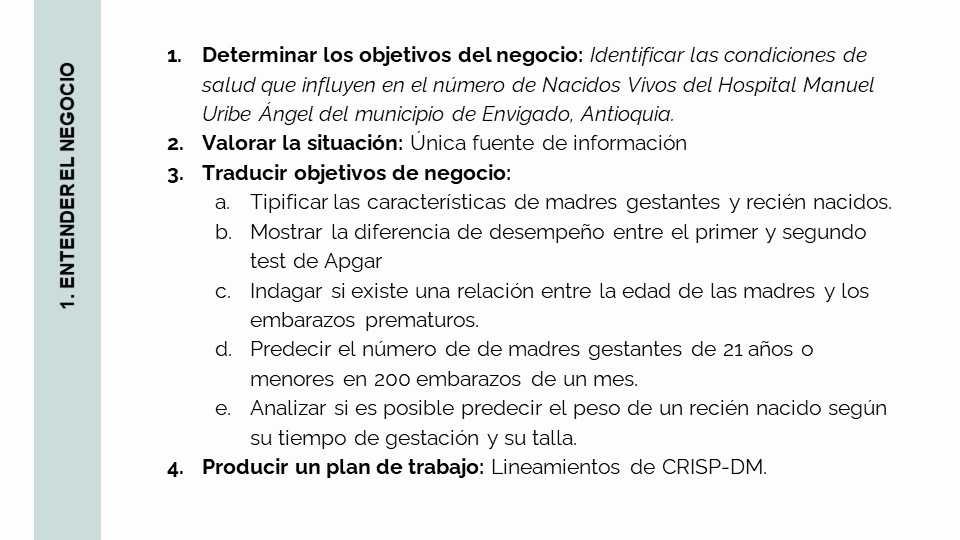 1. ENTENDER EL NEGOCIO
1. Determinar los objetivos del negocio: Identificar las condiciones de
salud que influyen en el número de Nacidos Vivos del Hospital Manuel
Uribe Ángel del municipio de Envigado, Antioquia.
2. Valorar la situación: Única fuente de información
3. Traducir objetivos de negocio:
a. Tipificar las características de madres gestantes y recién nacidos.
b. Mostrar la diferencia de desempeño entre el primer y segundo
test de Apgar
c. Indagar si existe una relación entre la edad de las madres y los
embarazos prematuros.
d. Predecir el número de de madres gestantes de 21 años o
menores en 200 embarazos de un mes.
e. Analizar si es posible predecir el peso de un recién nacido según
su tiempo de gestación y su talla.
4. Producir un plan de trabajo: Lineamientos de CRISP-DM.